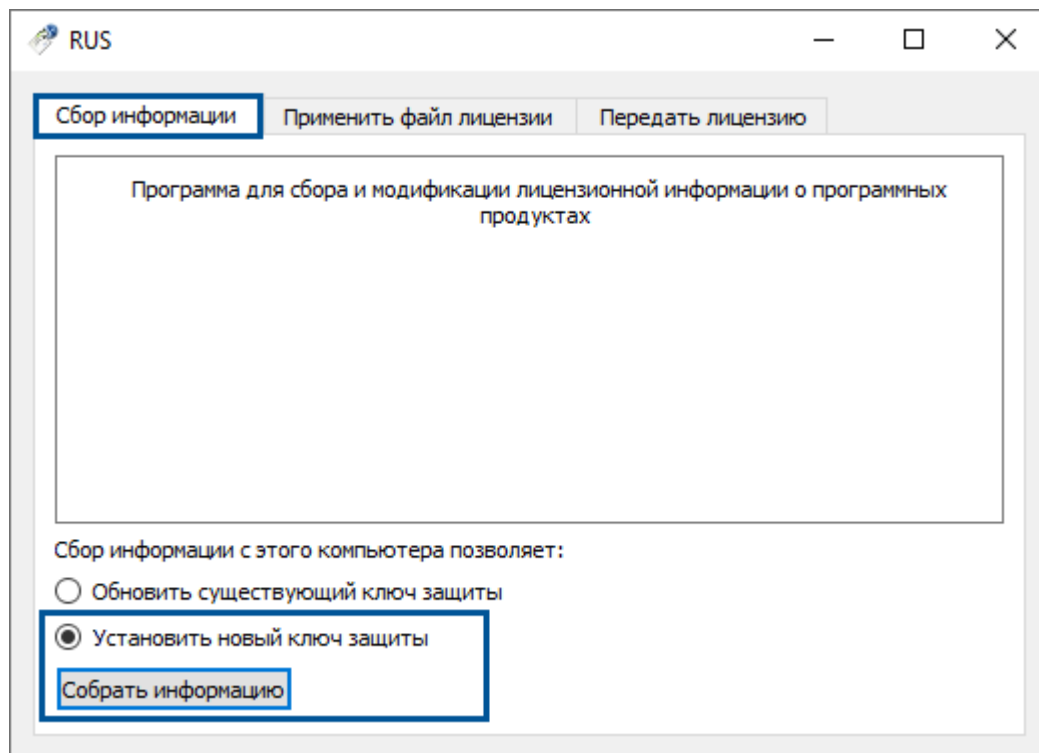 RUS
Сбор информации
Применить файл лицензии
Передать лицензию
Программа для сбора и модификации лицензионной информации о программных
продуктах
Сбор информации с этого компьютера позволяет:
Обновить существующий ключ защиты
Установить новый ключ защиты
Собрать информацию